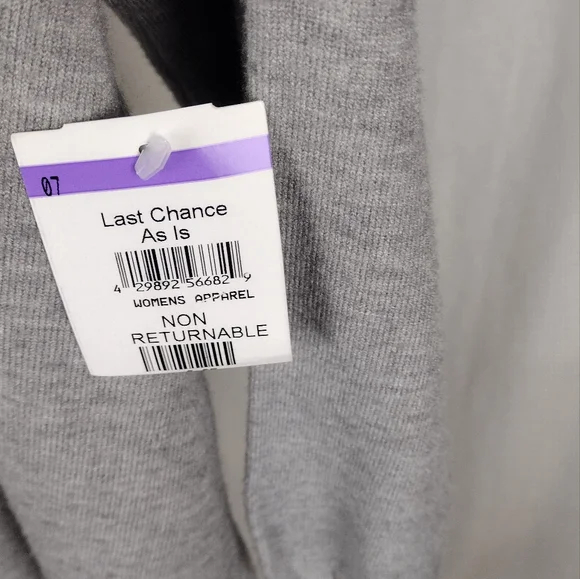 07
Last Chance
As Is
4 29892 56682 9
WOMENS APPAREL
NON
RETURNABLE